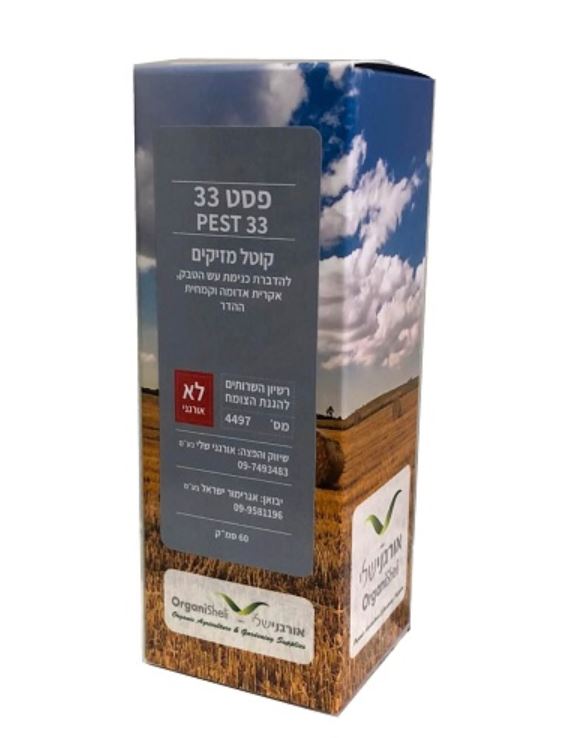 פסט 33
PEST 33
קוטל מזיקים
להדברת כנימת עש הטבק,
אקרית אדומה וקמחית
ההדר
לא
אורגני
רשיון השרותים
להגנת הצומח
מס' 4497
שיווק והפצה: אורגני שלי בע"מ
09-7493483
יבואן: אגרימור ישראל בע"מ
09-9581196
60 סמ"ק
OrganiSheli
אורגנישלי
Organic Agriculture & Gardening Supplies
אורגנישלי
OrganiSheli